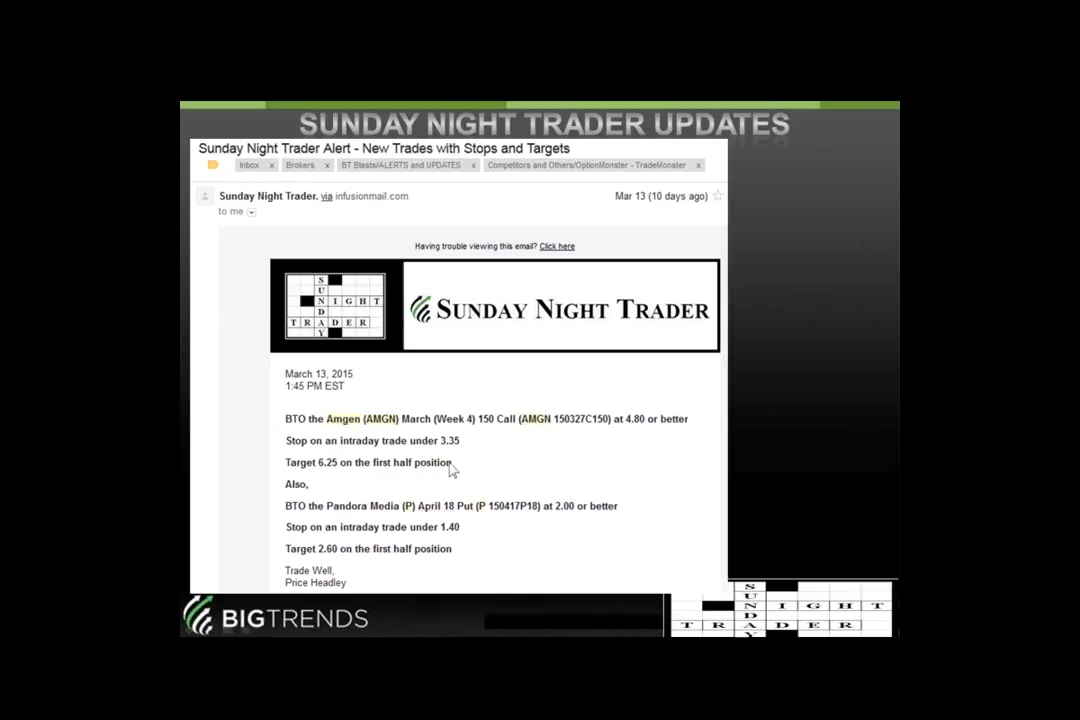 SUNDAY NIGHT TRADER UPDATES
Sunday Night Trader Alert - New Trades with Stops and Targets
Inbox x Brokers x BT Blasts/ALERTS and UPDATES x Competitors and Others/OptionMonster - TradeMonster x
Sunday Night Trader. via infusionmail.com Mar 13 (10 days ago)
to me
Having trouble viewing this email? Click here
SUNDAY
NIGHT
TRADER
SUNDAY NIGHT TRADER
March 13, 2015
1:45 PM EST
BTO the Amgen (AMGN) March (Week 4) 150 Call (AMGN 150327C150) at 4.80 or better
Stop on an intraday trade under 3.35
Target 6.25 on the first half position
Also,
BTO the Pandora Media (P) April 18 Put (P 150417P18) at 2.00 or better
Stop on an intraday trade under 1.40
Target 2.60 on the first half position
Trade Well,
Price Headley
BIGTRENDS
SUNDAY
NIGHT
TRADER